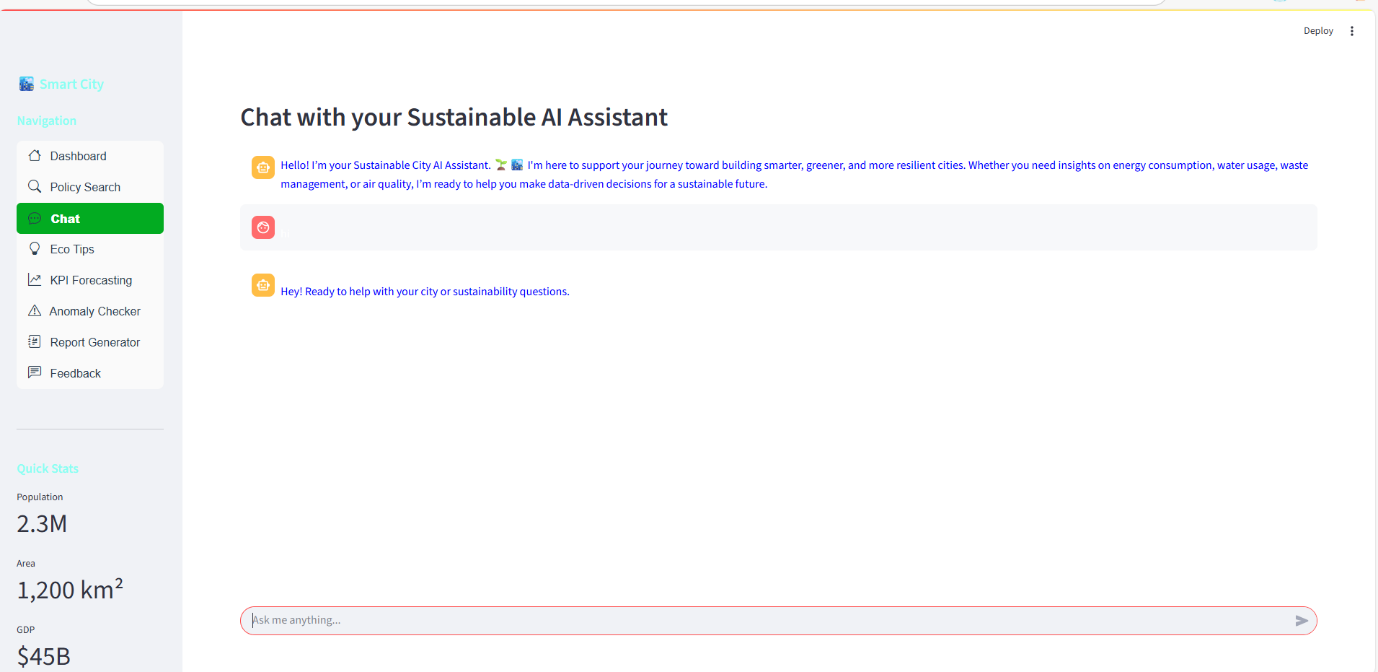 Deploy
Smart City
Navigation
Dashboard
Policy Search
Chat
Eco Tips
KPI Forecasting
Anomaly Checker
Report Generator
Feedback
Quick Stats
Population
2.3M
Area
1,200 km²
GDP
$45B
Chat with your Sustainable AI Assistant
Hello! I'm your Sustainable City AI Assistant. 🌱 🏙️ I'm here to support your journey toward building smarter, greener, and more resilient cities. Whether you need insights on energy consumption, water usage, waste
management, or air quality, I'm ready to help you make data-driven decisions for a sustainable future.
Hey! Ready to help with your city or sustainability questions.
Ask me anything...